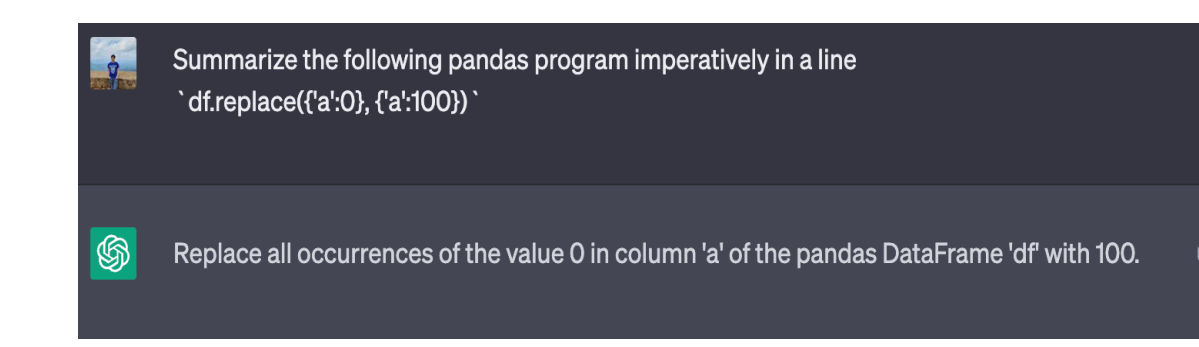 Summarize the following pandas program imperatively in a line
`df.replace({'a':0}, {'a':100})`
Replace all occurrences of the value 0 in column 'a' of the pandas DataFrame 'df' with 100.